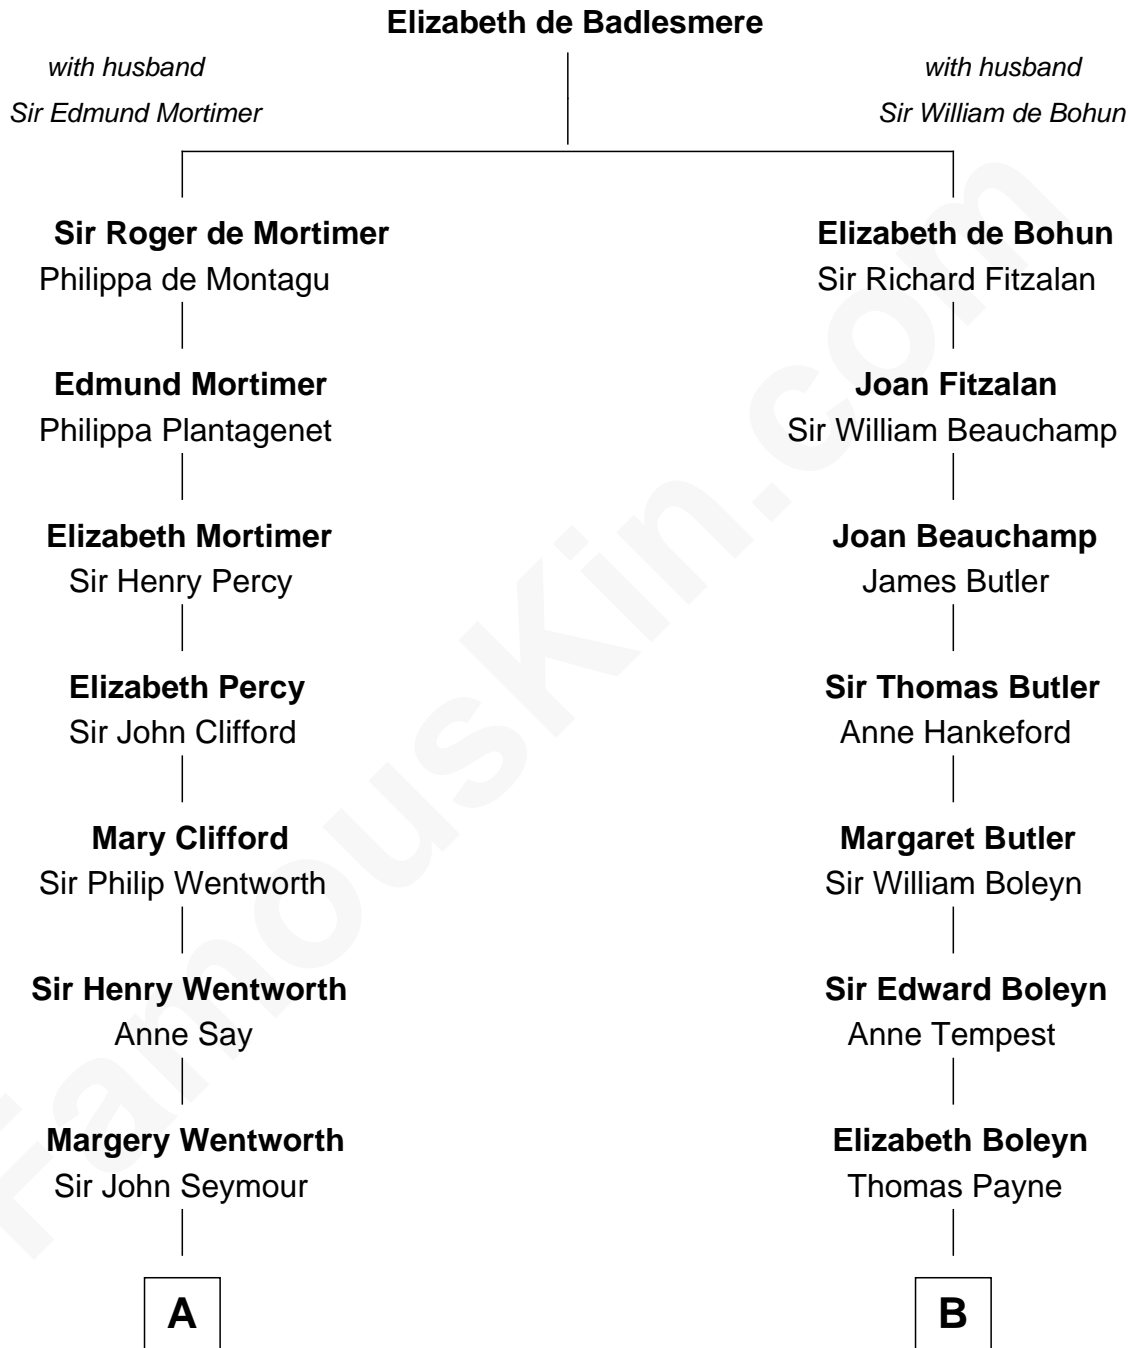 Elizabeth de Badlesmere
with husband
Sir Edmund Mortimer
with husband
Sir William de Bohun
Sir Roger de Mortimer
Philippa de Montagu
Elizabeth de Bohun
Sir Richard Fitzalan
Edmund Mortimer
Philippa Plantagenet
Joan Fitzalan
Sir William Beauchamp
Elizabeth Mortimer
Sir Henry Percy
Joan Beauchamp
James Butler
Elizabeth Percy
Sir John Clifford
Sir Thomas Butler
Anne Hankeford
Mary Clifford
Sir Philip Wentworth
Margaret Butler
Sir William Boleyn
Sir Henry Wentworth
Anne Say
Sir Edward Boleyn
Anne Tempest
Margery Wentworth
Sir John Seymour
Elizabeth Boleyn
Thomas Payne
A
B
FamousKin.com